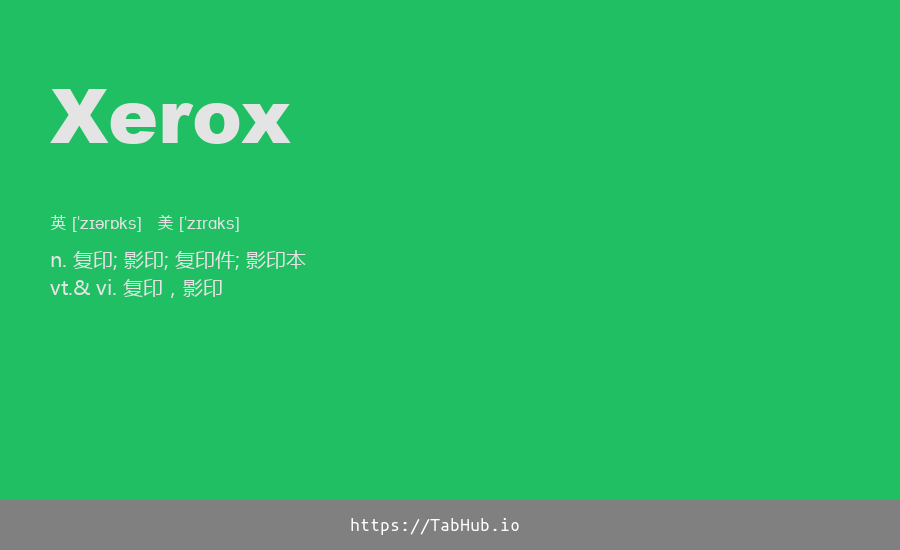 Xerox
英 [ˈzɪərɒks]   美 [ˈzɪrɑks]
n. 复印; 影印; 复印件; 影印本
vt.& vi. 复印，影印
https://TabHub.io